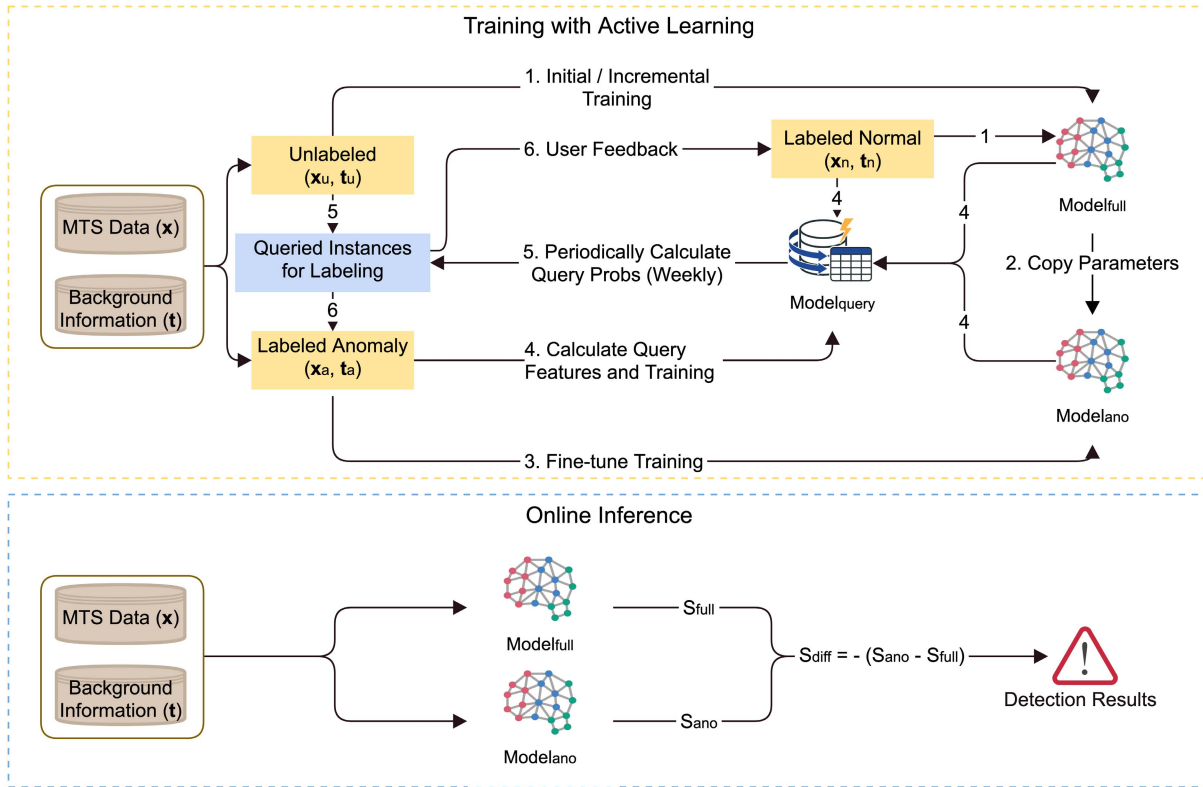 Training with Active Learning
1. Initial / Incremental
Training
Unlabeled
(xu, tu)
6. User Feedback
Labeled Normal
(xn, tn)
1
Modelfull
MTS Data (x)
Background
Information (t)
5
4
4
Queried Instances
for Labeling
5. Periodically Calculate
Query Probs (Weekly)
Modelquery
2. Copy Parameters
6
4
Labeled Anomaly
(xa, ta)
4. Calculate Query
Features and Training
Modelano
3. Fine-tune Training
Online Inference
MTS Data (x)
Background
Information (t)
Modelfull
Modelano
Sfull
Sano
Sdiff = - (Sano - Sfull)
!
Detection Results